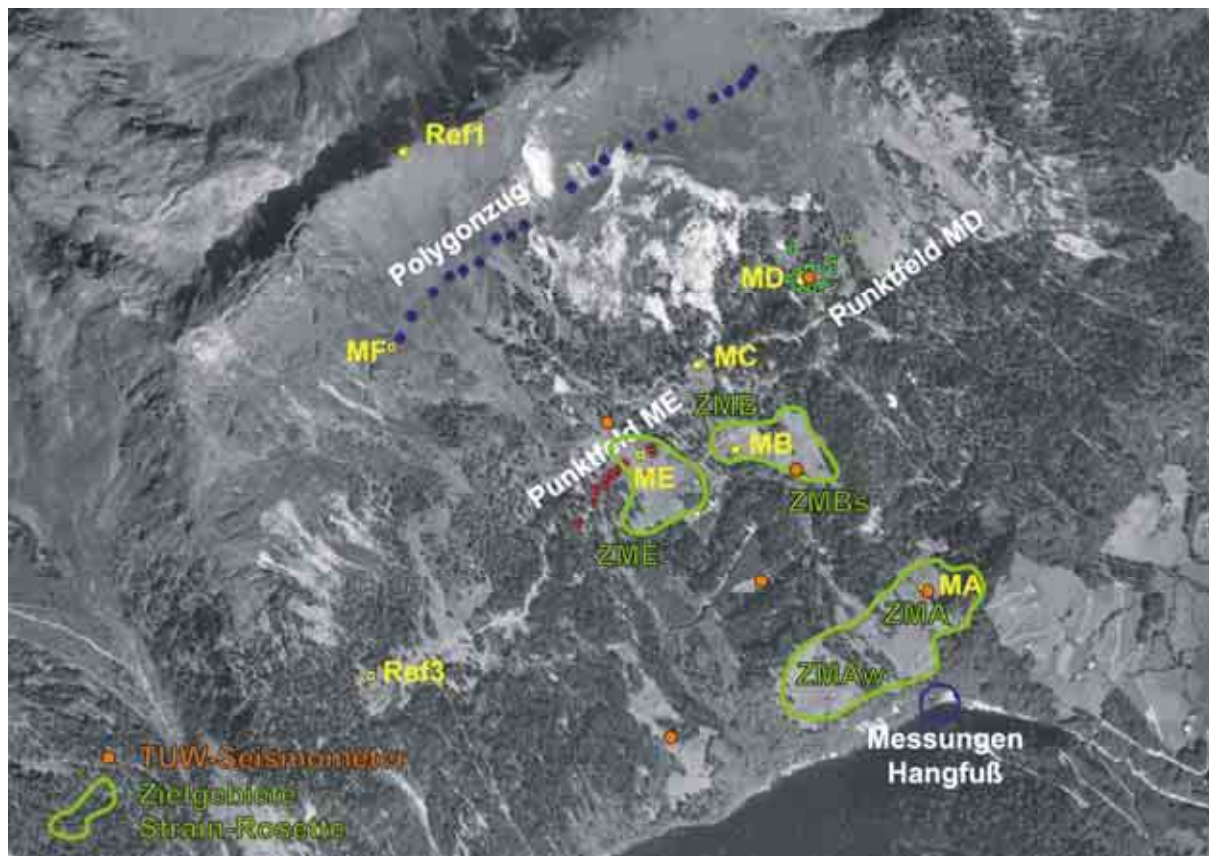 Ref1
Polygonzug
MD
Punktfeld MD
MF
MC
ZMB
Punktfeld ME
MB
ME
ZMBs
ZME
MA
ZMA
ZMAw
Ref3
Messungen
Hangfuß
TUW-Seismometer
Zielgebiete
Strain-Rosette